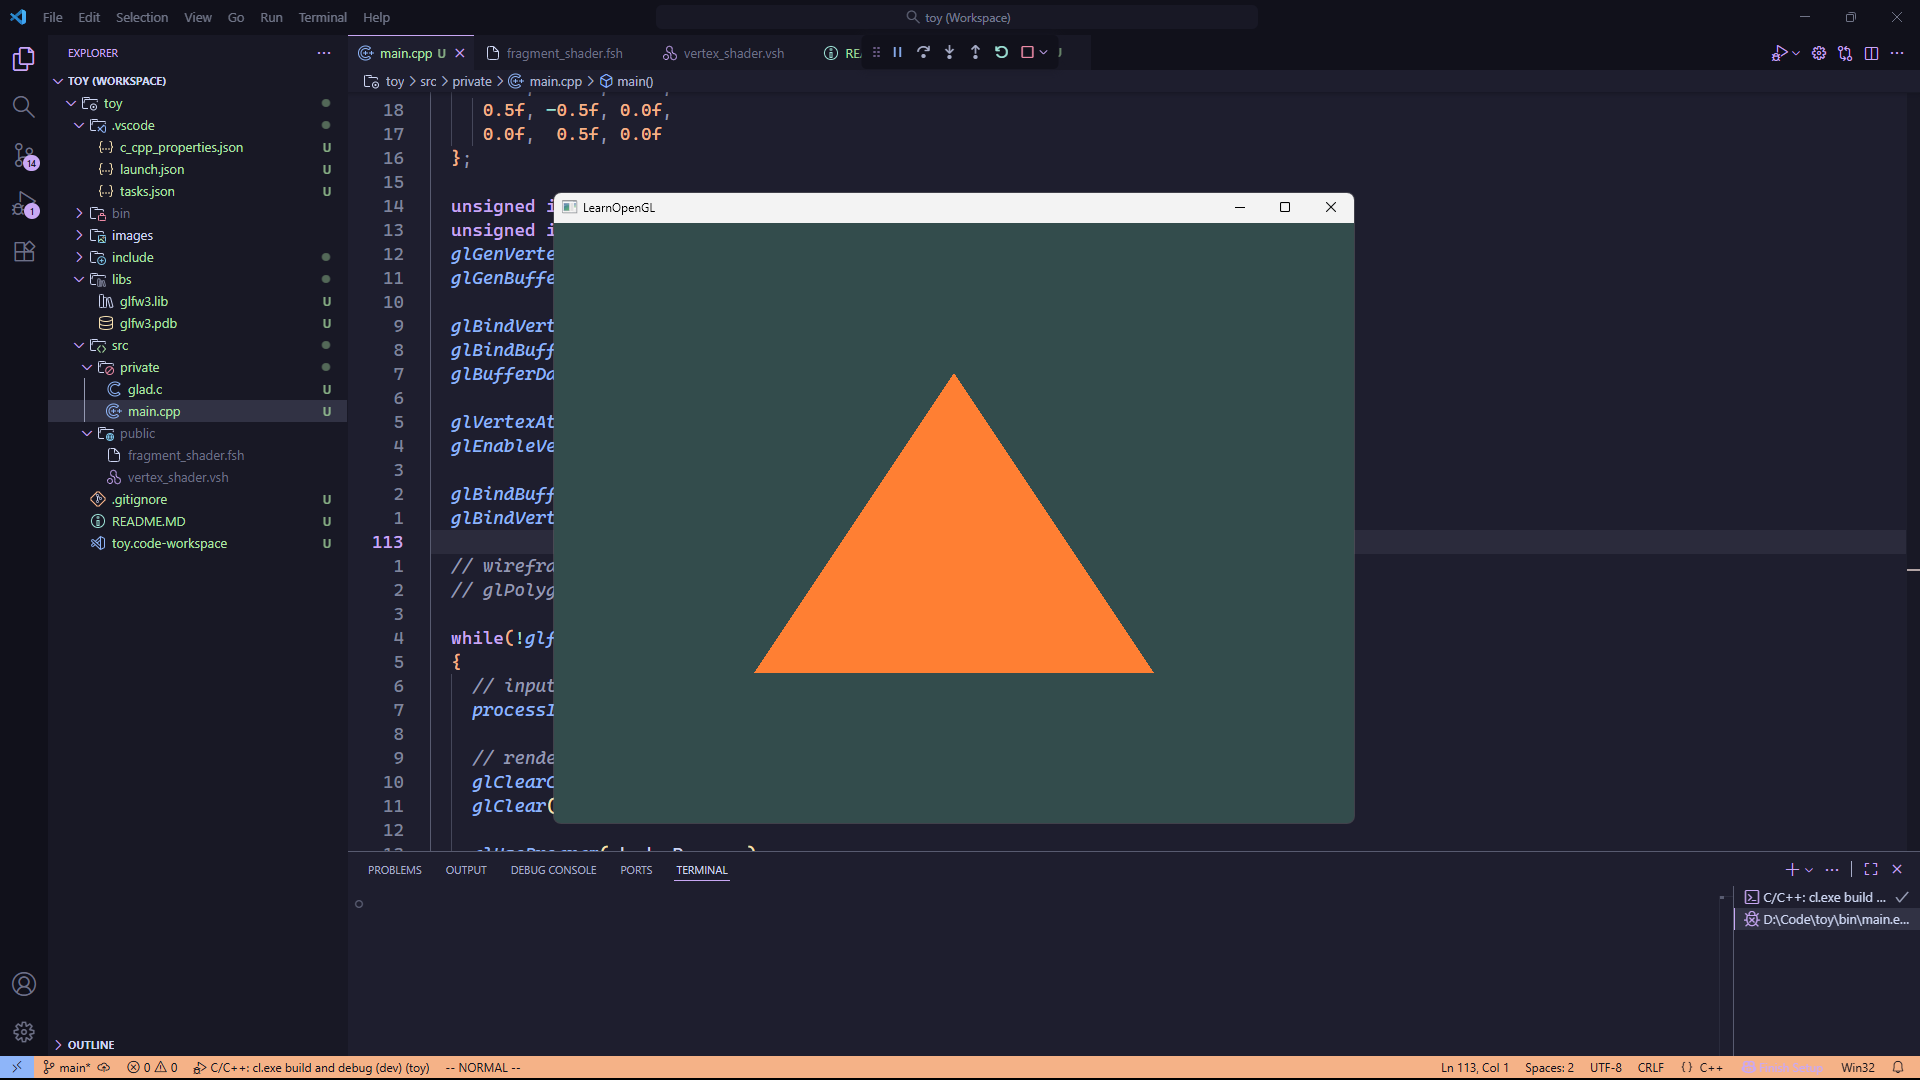 File Edit Selection View Go Run Terminal Help
toy (Workspace)
EXPLORER
TOY (WORKSPACE)
toy
.vscode
c_cpp_properties.json U
launch.json U
tasks.json U
bin
images
include
libs
glfw3.lib U
glfw3.pdb U
src
private
glad.c U
main.cpp U
public
fragment_shader.fsh
vertex_shader.vsh
.gitignore U
README.MD U
toy.code-workspace U
OUTLINE
14
1
main.cpp U
fragment_shader.fsh
vertex_shader.vsh
REA
U
toy > src > private > main.cpp > main()
18 0.5f, -0.5f, 0.0f,
17 0.0f, 0.5f, 0.0f
16 };
15
14 unsigned i
13 unsigned i
12 glGenVerte
11 glGenBuffe
10
9 glBindVert
8 glBindBuff
7 glBufferDa
6
5 glVertexAt
4 glEnableVe
3
2 glBindBuff
1 glBindVert
113
1 // wirefra
2 // glPolyg
3
4 while(!glf
5 {
6 // input
7 processI
8
9 // rende
10 glClearC
11 glClear(
12
LearnOpenGL
PROBLEMS OUTPUT DEBUG CONSOLE PORTS TERMINAL
C/C++: cl.exe build ...
D:\Code\toy\bin\main.e...
main* 0 0 C/C++: cl.exe build and debug (dev) (toy) -- NORMAL --
Ln 113, Col 1 Spaces: 2 UTF-8 CRLF {} C++ Win32